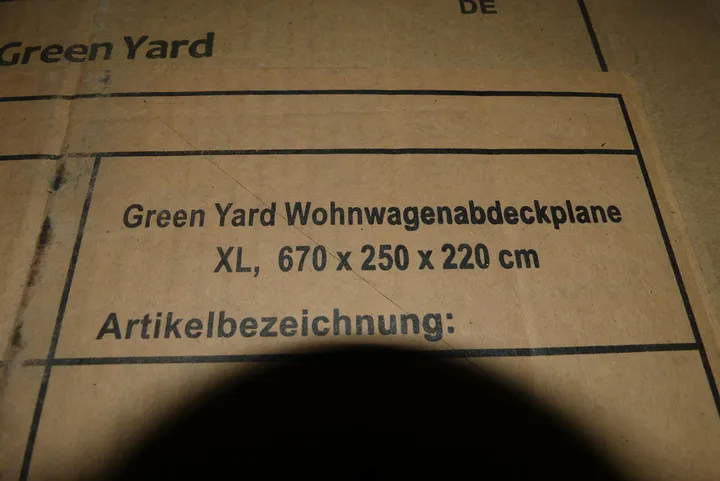 DE
Green Yard
Green Yard Wohnwagenabdeckplane
XL, 670 x 250 x 220 cm
Artikelbezeichnung: